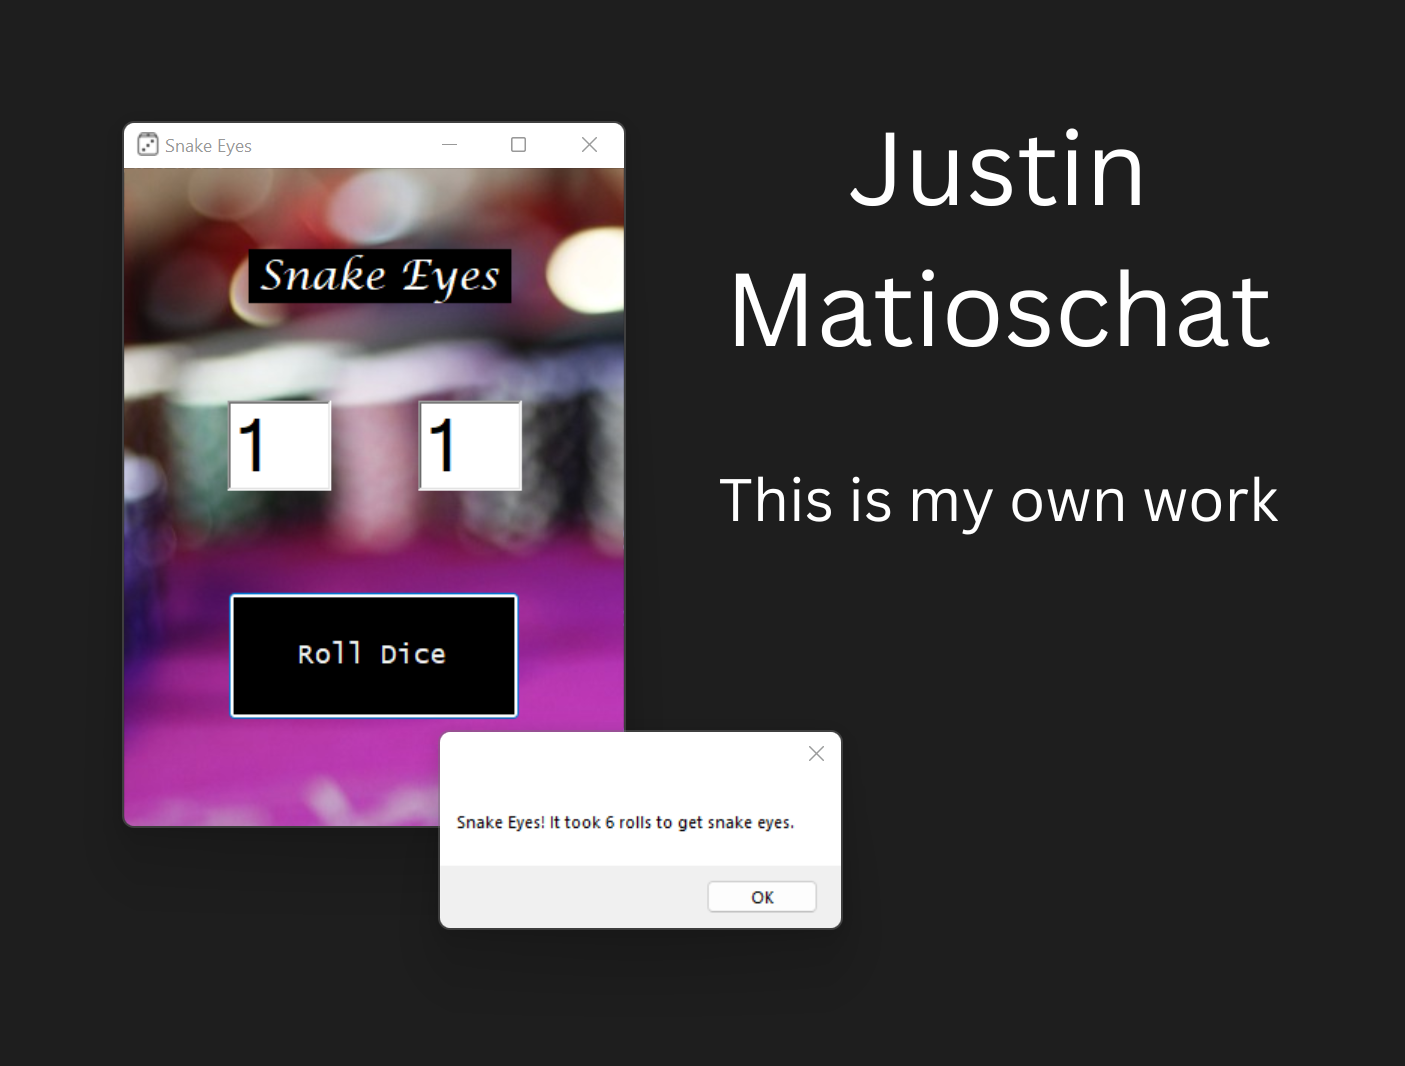 Snake Eyes
Snake Eyes
1 1
Roll Dice
Snake Eyes! It took 6 rolls to get snake eyes.
OK
Justin
Matioschat
This is my own work